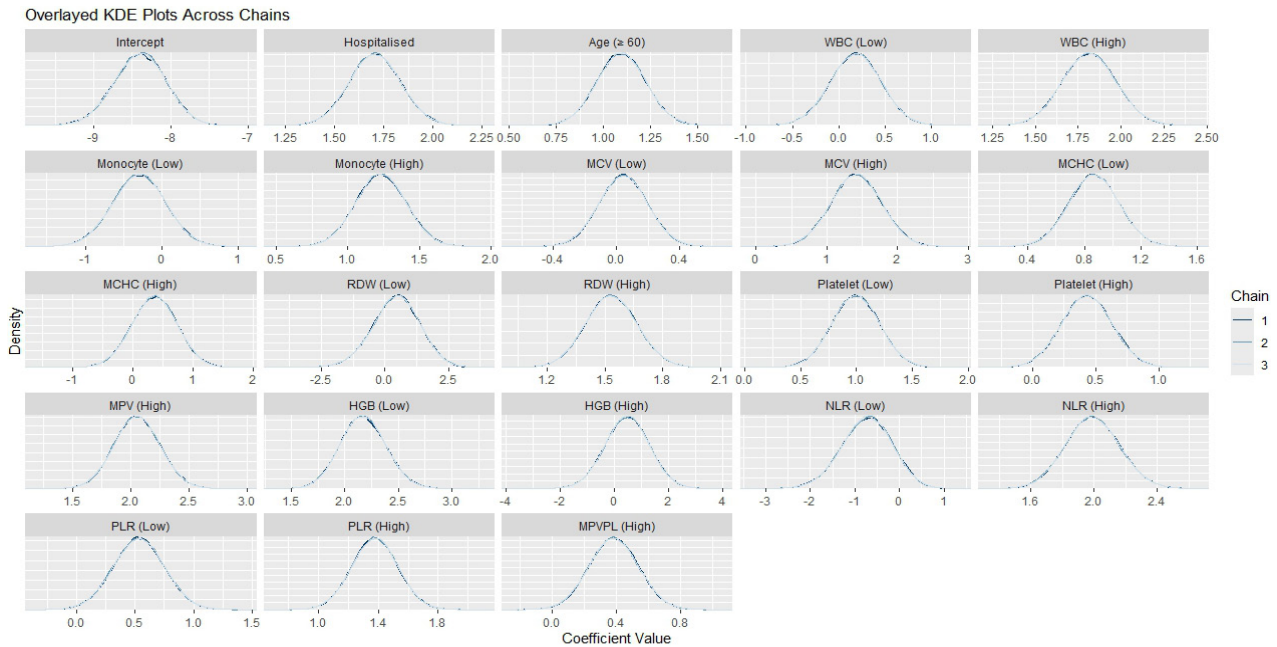 Overlayed KDE Plots Across Chains
Intercept Hospitalised Age (≥ 60) WBC (Low) WBC (High)
-9 -8 -7 1.25 1.50 1.75 2.00 2.25 0.50 0.75 1.00 1.25 1.50 -1.0 -0.5 0.0 0.5 1.0 1.25 1.50 1.75 2.00 2.25 2.50
Monocyte (Low) Monocyte (High) MCV (Low) MCV (High) MCHC (Low)
-1 0 1 0.5 1.0 1.5 2.0 -0.4 0.0 0.4 0 1 2 3 0.4 0.8 1.2 1.6
MCHC (High) RDW (Low) RDW (High) Platelet (Low) Platelet (High)
-1 0 1 2 -2.5 0.0 2.5 1.2 1.5 1.8 2.1 0.0 0.5 1.0 1.5 2.0 0.0 0.5 1.0
MPV (High) HGB (Low) HGB (High) NLR (Low) NLR (High)
1.5 2.0 2.5 3.0 1.5 2.0 2.5 3.0 -4 -2 0 2 4 -3 -2 -1 0 1 1.6 2.0 2.4
PLR (Low) PLR (High) MPVPL (High)
0.0 0.5 1.0 1.5 1.0 1.4 1.8 0.0 0.4 0.8
Density
Coefficient Value
Chain
1
2
3